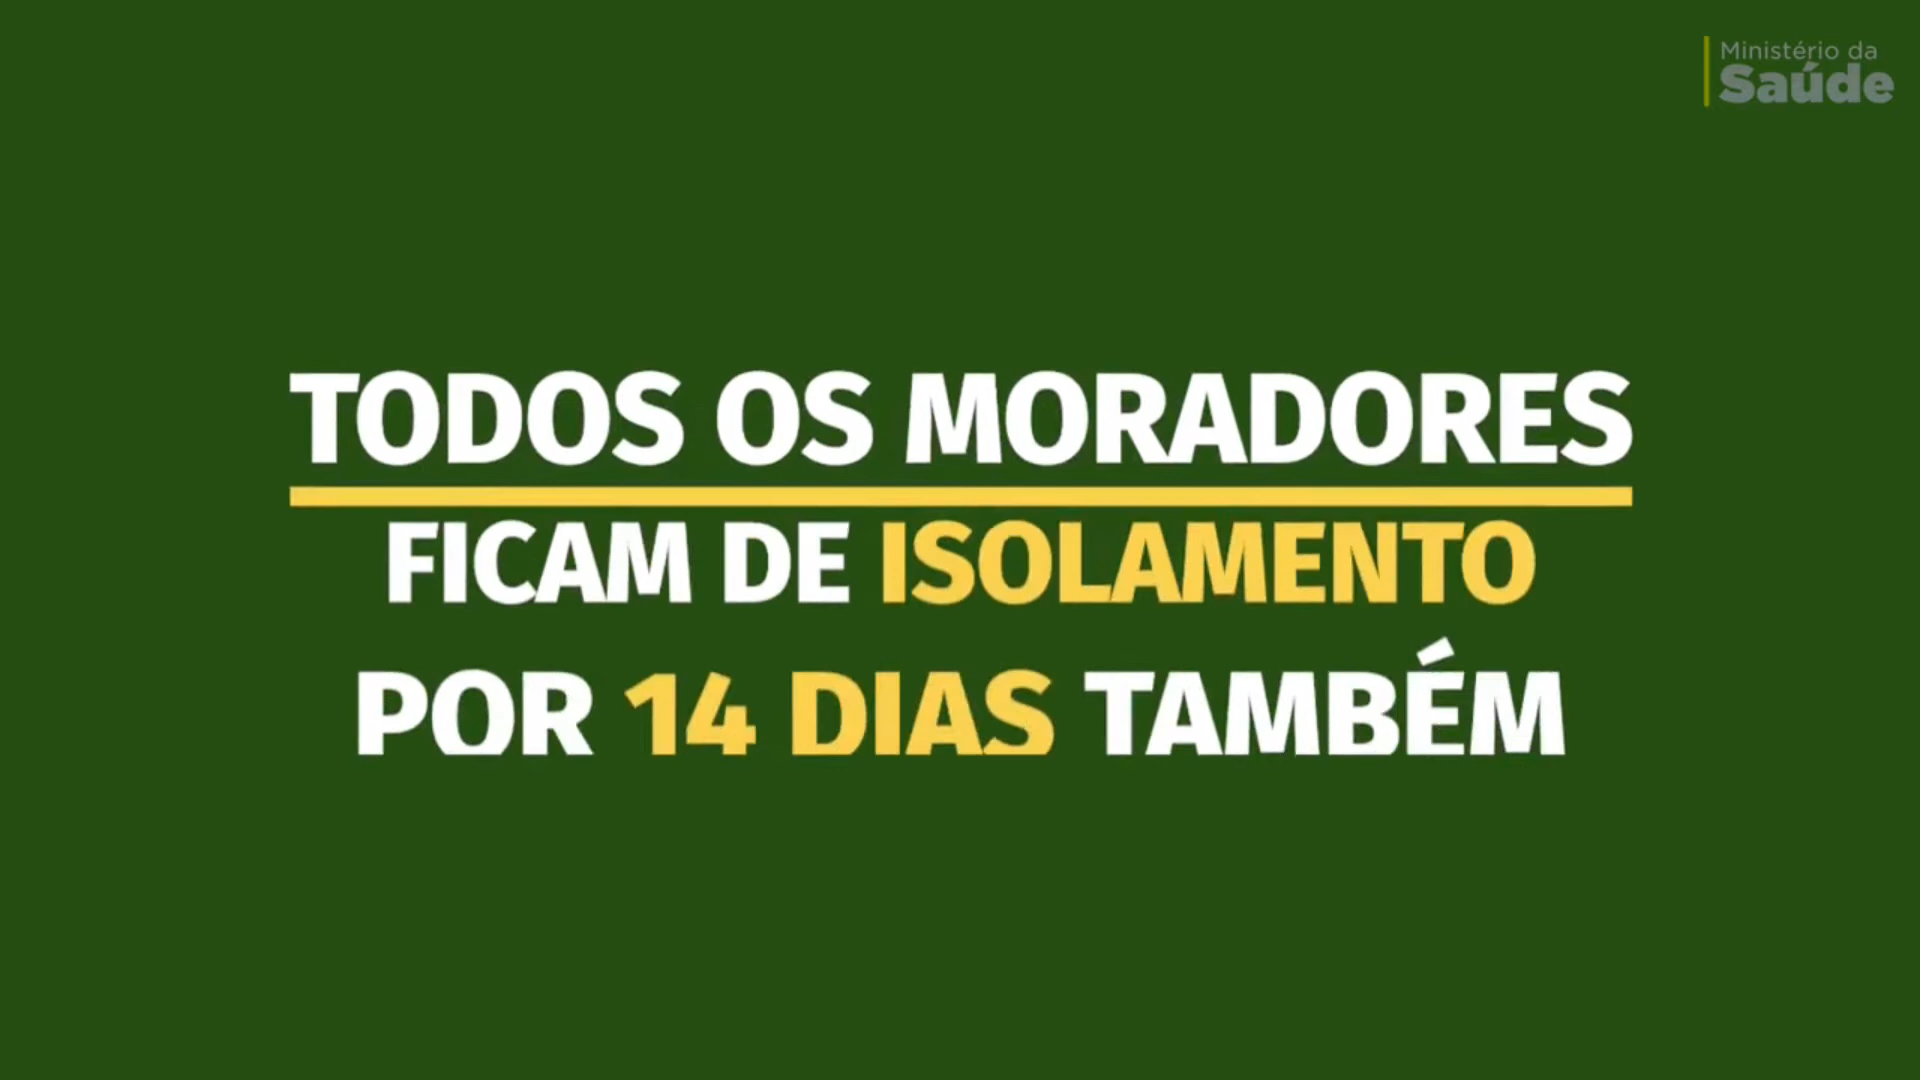 Ministério da
Saúde
TODOS OS MORADORES
FICAM DE ISOLAMENTO
POR 14 DIAS TAMBÉM